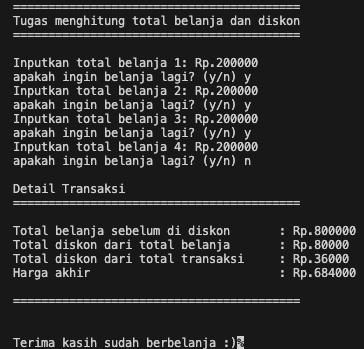 =========================================
Tugas menghitung total belanja dan diskon
=========================================
Inputkan total belanja 1: Rp.200000
apakah ingin belanja lagi? (y/n) y
Inputkan total belanja 2: Rp.200000
apakah ingin belanja lagi? (y/n) y
Inputkan total belanja 3: Rp.200000
apakah ingin belanja lagi? (y/n) y
Inputkan total belanja 4: Rp.200000
apakah ingin belanja lagi? (y/n) n
Detail Transaksi
=========================================
Total belanja sebelum di diskon : Rp.800000
Total diskon dari total belanja : Rp.80000
Total diskon dari total transaksi : Rp.36000
Harga akhir : Rp.684000
=========================================
Terima kasih sudah berbelanja :)%